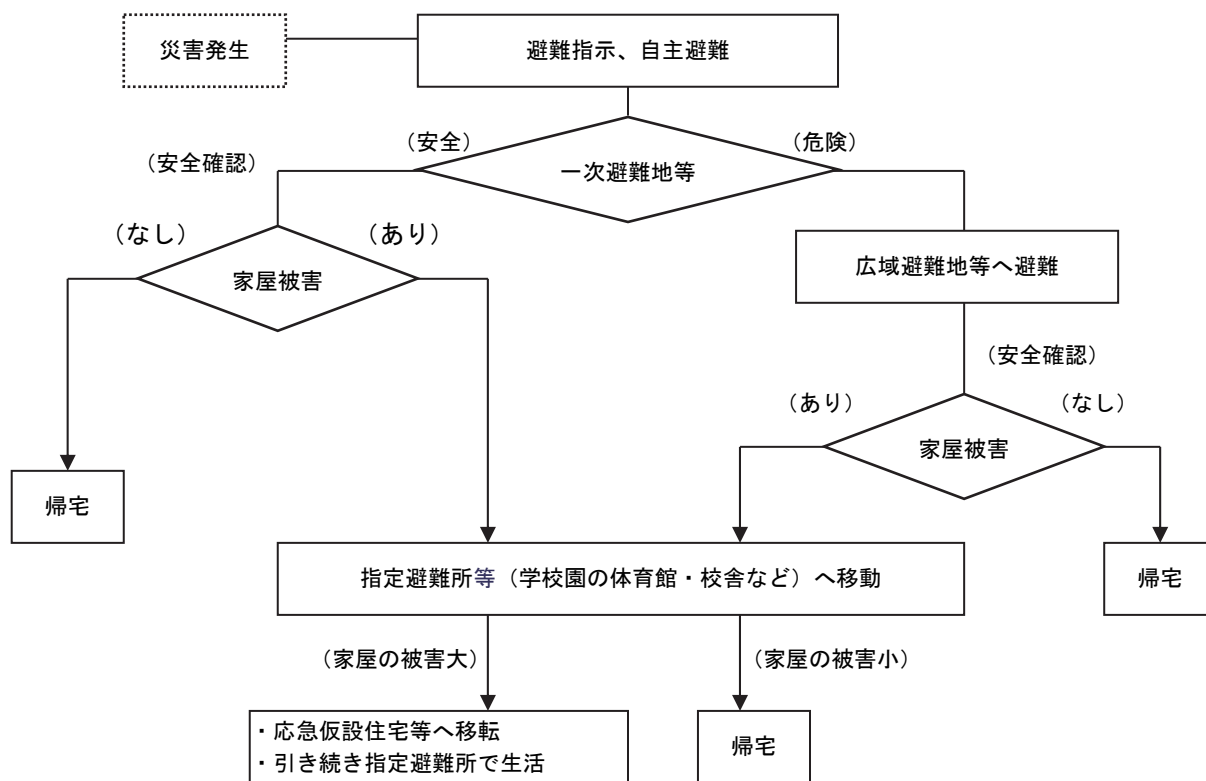 災害発生
避難指示、自主避難
(安全)
(危険)
(安全確認)
一次避難地等
(なし)
(あり)
家屋被害
広域避難地等へ避難
(安全確認)
(あり)
(なし)
家屋被害
帰宅
指定避難所等(学校園の体育館・校舎など)へ移動
帰宅
(家屋の被害大)
(家屋の被害小)
・応急仮設住宅等へ移転
・引き続き指定避難所で生活
帰宅